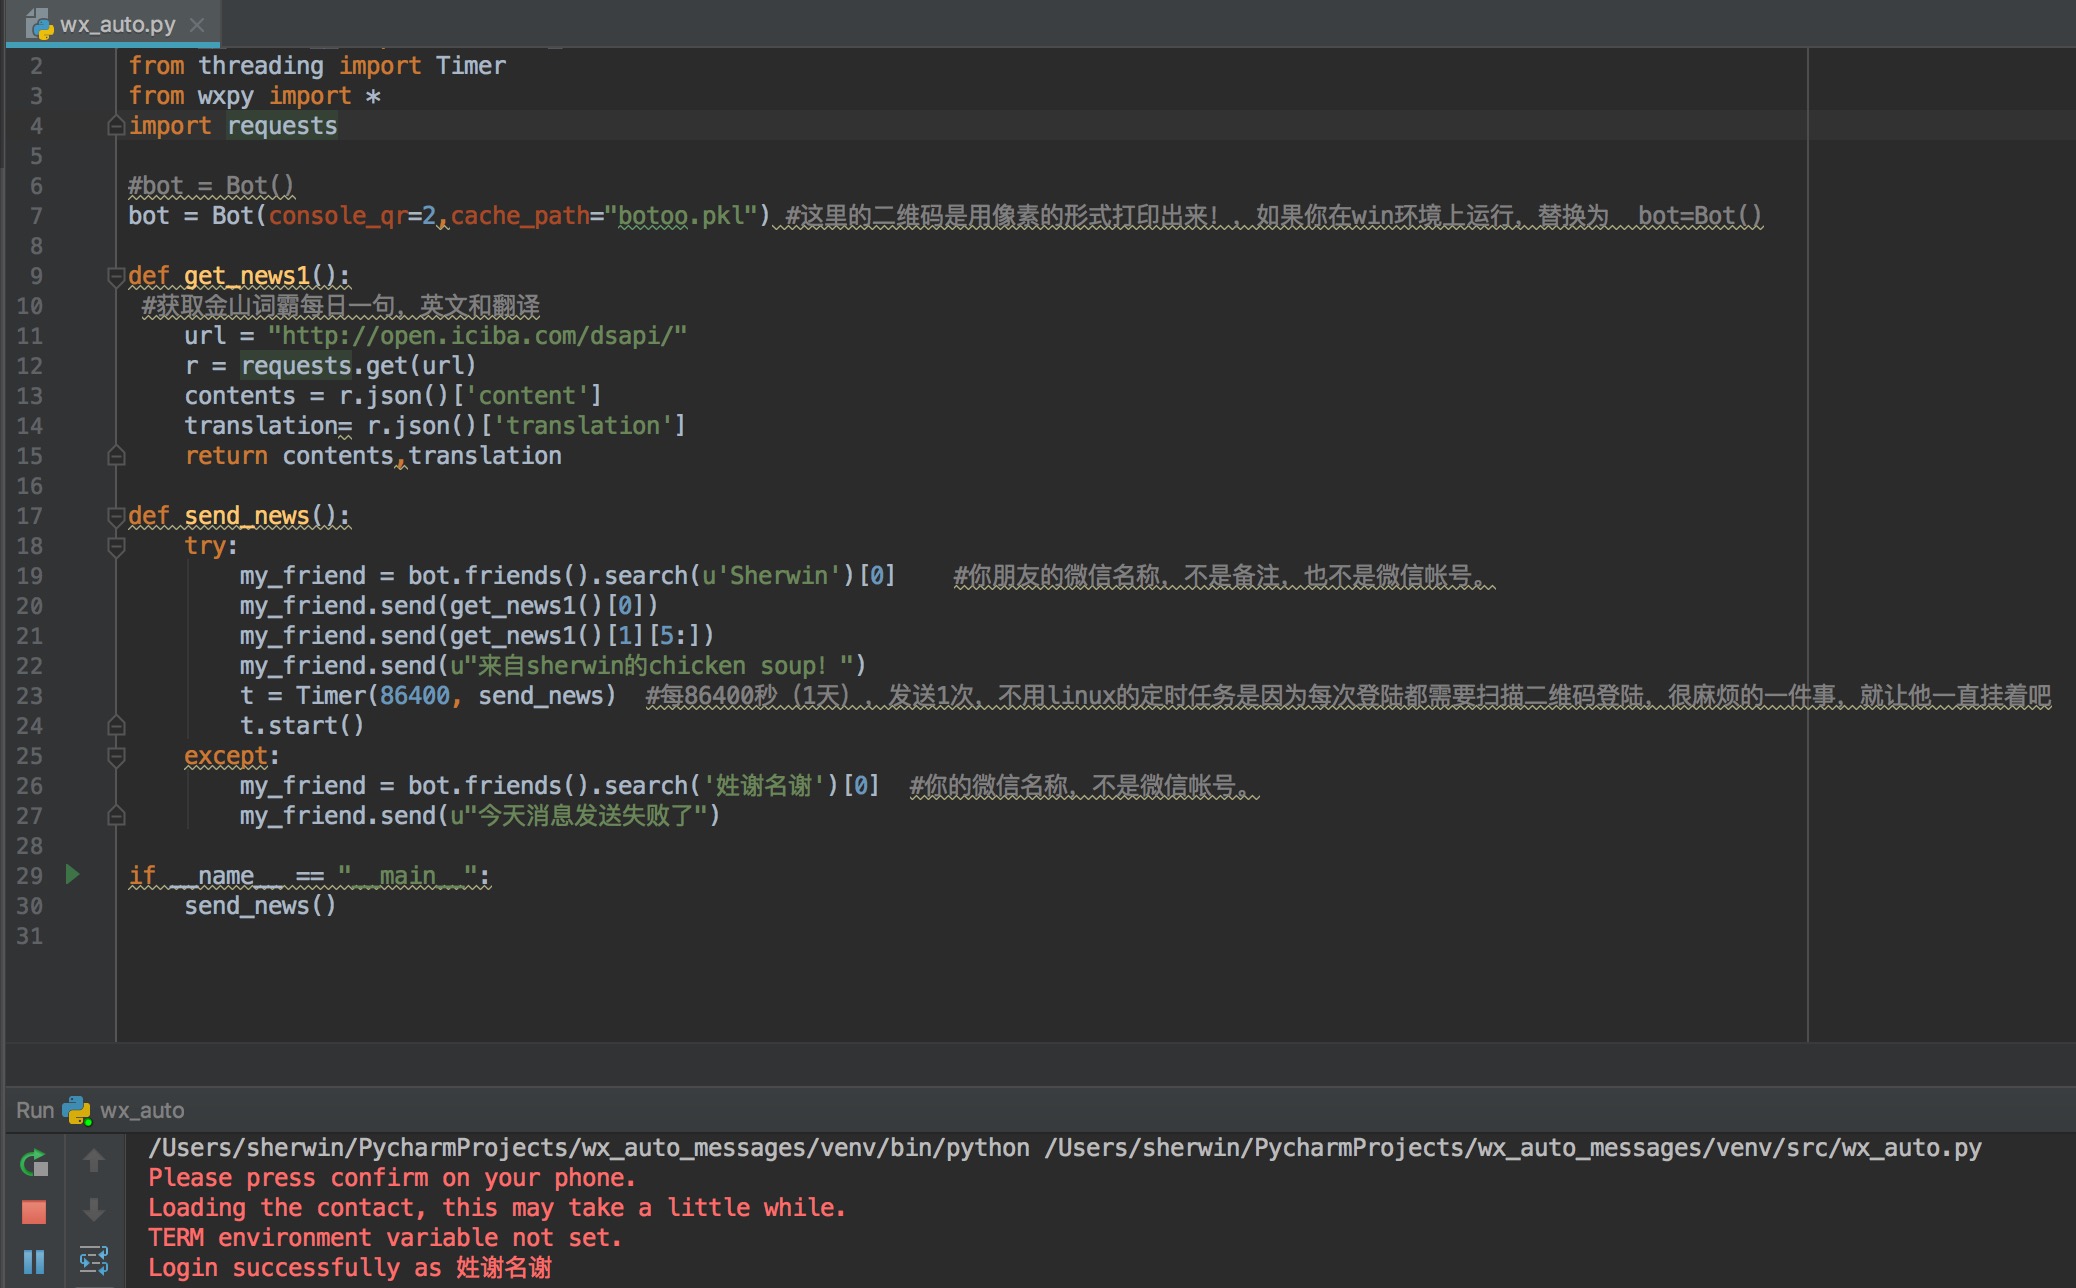 wx_auto.py
2 from threading import Timer
3 from wxpy import *
4 import requests
5
6 #bot = Bot()
7 bot = Bot(console_qr=2,cache_path="botoo.pkl") #这里的二维码是用像素的形式打印出来！，如果你在win环境上运行，替换为  bot=Bot()
8
9 def get_news1():
10  #获取金山词霸每日一句，英文和翻译
11     url = "http://open.iciba.com/dsapi/"
12     r = requests.get(url)
13     contents = r.json()['content']
14     translation= r.json()['translation']
15     return contents,translation
16
17 def send_news():
18     try:
19         my_friend = bot.friends().search(u'Sherwin')[0]    #你朋友的微信名称，不是备注，也不是微信帐号。
20         my_friend.send(get_news1()[0])
21         my_friend.send(get_news1()[1][5:])
22         my_friend.send(u"来自sherwin的chicken soup！")
23         t = Timer(86400, send_news)  #每86400秒（1天），发送1次，不用linux的定时任务是因为每次登陆都需要扫描二维码登陆，很麻烦的一件事，就让他一直挂着吧
24         t.start()
25     except:
26         my_friend = bot.friends().search('姓谢名谢')[0]  #你的微信名称，不是微信帐号。
27         my_friend.send(u"今天消息发送失败了")
28
29 if __name__ == "__main__":
30     send_news()
31
Run wx_auto
/Users/sherwin/PycharmProjects/wx_auto_messages/venv/bin/python /Users/sherwin/PycharmProjects/wx_auto_messages/venv/src/wx_auto.py
Please press confirm on your phone.
Loading the contact, this may take a little while.
TERM environment variable not set.
Login successfully as 姓谢名谢